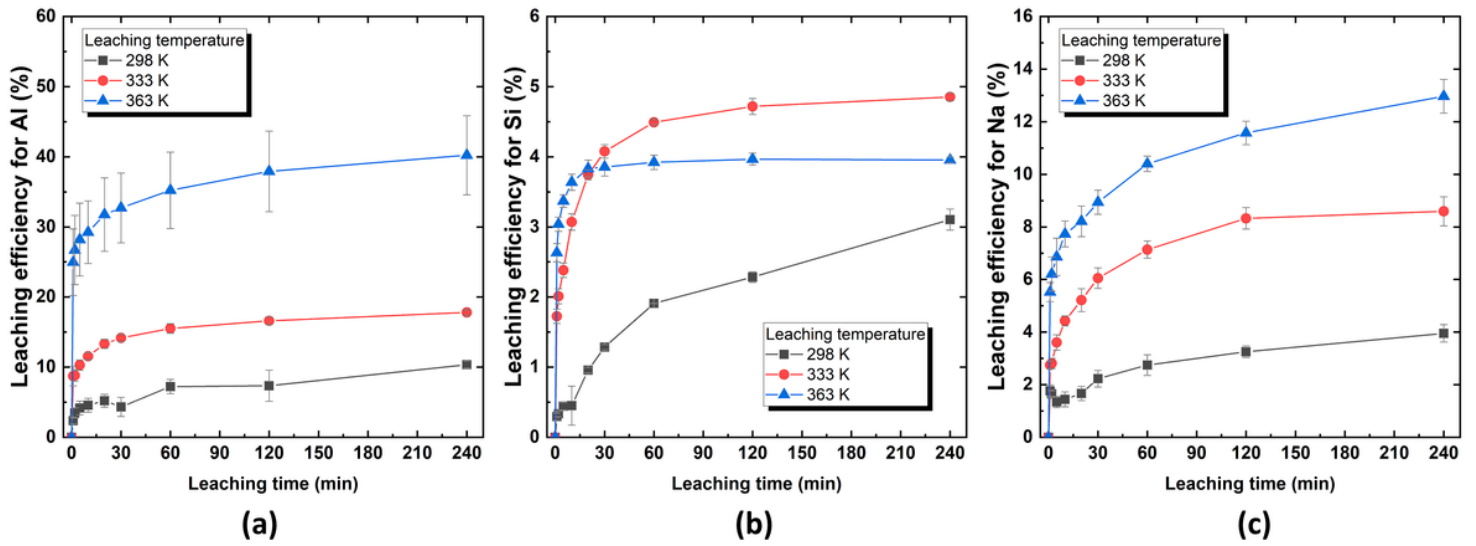 Leaching efficiency for Al (%)
60
50
40
30
20
10
0
Leaching temperature
298 K
333 K
363 K
0 30 60 90 120 150 180 210 240
Leaching time (min)
(a)
Leaching efficiency for Si (%)
6
5
4
3
2
1
0
Leaching temperature
298 K
333 K
363 K
0 30 60 90 120 150 180 210 240
Leaching time (min)
(b)
Leaching efficiency for Na (%)
16
14
12
10
8
6
4
2
0
Leaching temperature
298 K
333 K
363 K
0 30 60 90 120 150 180 210 240
Leaching time (min)
(c)